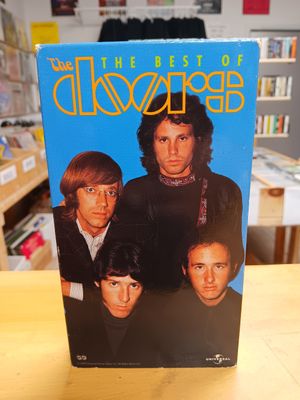 THE BEST OF
The
doors
UNIVERSAL